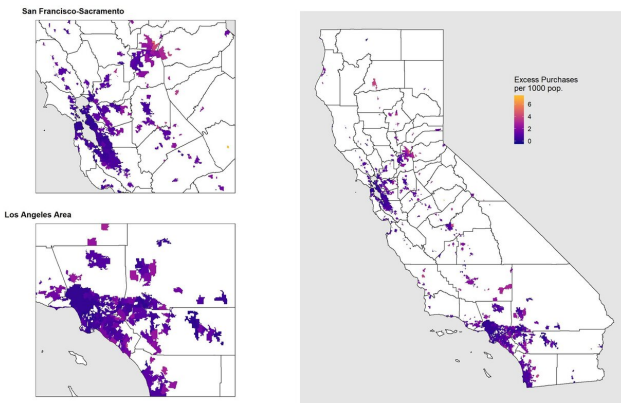 San Francisco-Sacramento
Los Angeles Area
Excess Purchases
per 1000 pop.
6
4
2
0